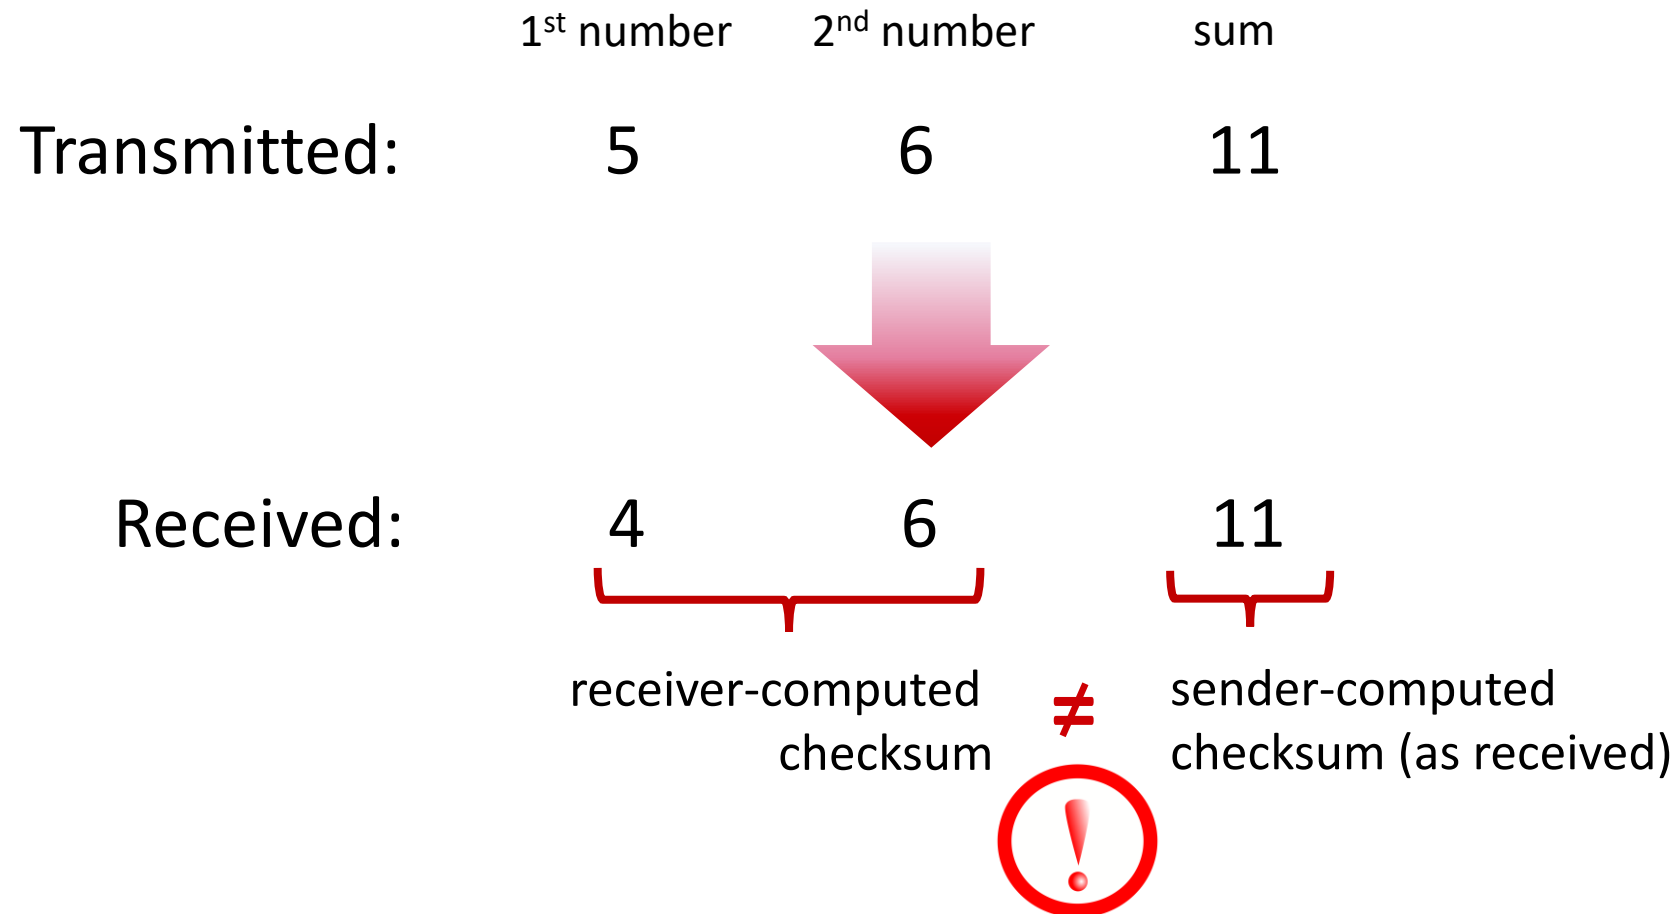 1st number 2nd number sum
Transmitted: 5 6 11
Received: 4 6 11
receiver-computed checksum
≠
sender-computed checksum (as received)
!